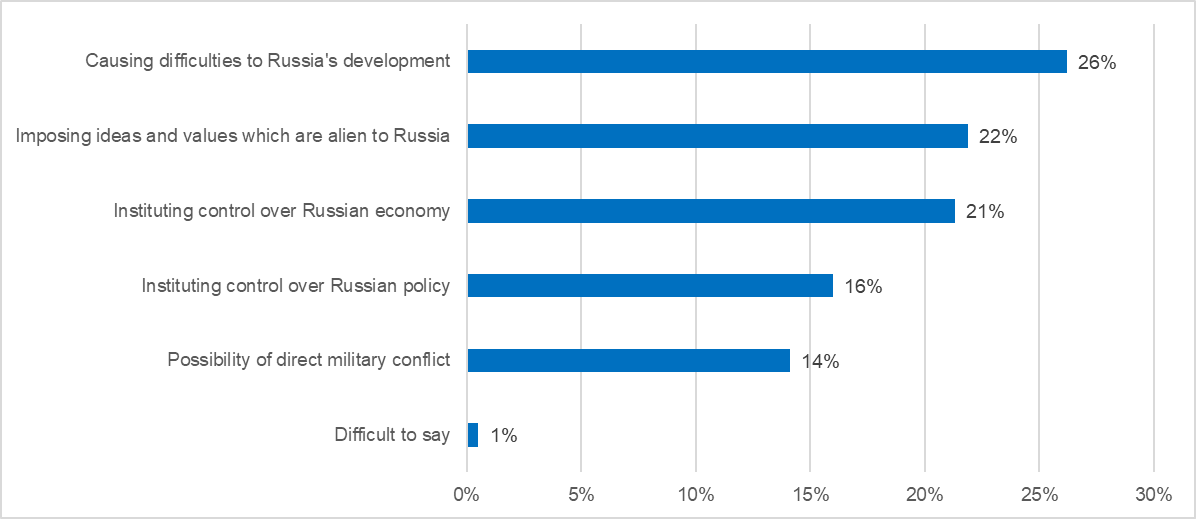 Causing difficulties to Russia's development 26%
Imposing ideas and values which are alien to Russia 22%
Instituting control over Russian economy 21%
Instituting control over Russian policy 16%
Possibility of direct military conflict 14%
Difficult to say 1%
0% 5% 10% 15% 20% 25% 30%